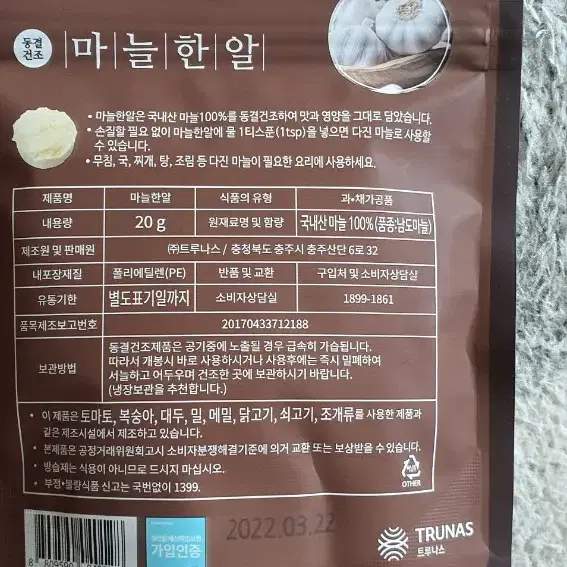 동결건조 마늘한알
• 마늘한알은 국내산 마늘100%를 동결건조하여 맛과 영양을 그대로 담았습니다.
• 손질할 필요 없이 마늘한알에 물 1티스푼(1tsp)을 넣으면 다진 마늘로 사용할
수 있습니다.
• 무침, 국, 찌개, 탕, 조림 등 다진 마늘이 필요한 요리에 사용하세요.
제품명 마늘한알 식품의 유형 과•채가공품
내용량 20 g 원재료명 및 함량 국내산 마늘 100% (품종:남도마늘)
제조원 및 판매원 ㈜트루나스 / 충청북도 충주시 충주산단 6로 32
내포장재질 폴리에틸렌(PE) 반품 및 교환 구입처 및 소비자상담실
유통기한 별도표기일까지 소비자상담실 1899-1861
품목제조보고번호 20170433712188
보관방법
동결건조제품은 공기중에 노출될 경우 급속히 가습됩니다.
따라서 개봉시 바로 사용하시거나 사용후에는 즉시 밀폐하여
서늘하고 어두우며 건조한 곳에 보관하시기 바랍니다.
(냉장보관을 추천합니다.)
• 이 제품은 토마토, 복숭아, 대두, 밀, 메밀, 닭고기, 쇠고기, 조개류를 사용한 제품과
같은 제조시설에서 제조하고 있습니다.
• 본제품은 공정거래위원회고시 소비자분쟁해결기준에 의거 교환 또는 보상받을 수 있습니다.
• 방습제는 식용이 아니므로 드시지 마십시오.
• 부정•불량식품 신고는 국번없이 1399.
OTHER
2022.03.22
가입인증
TRUNAS
트루나스